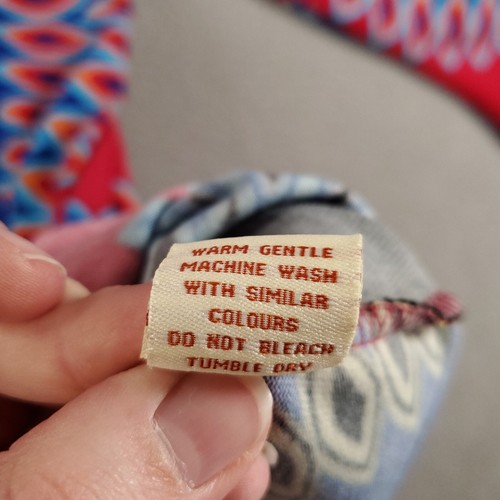 WARM GENTLE
MACHINE WASH
WITH SIMILAR
COLOURS
DO NOT BLEACH
TUMBLE DRY